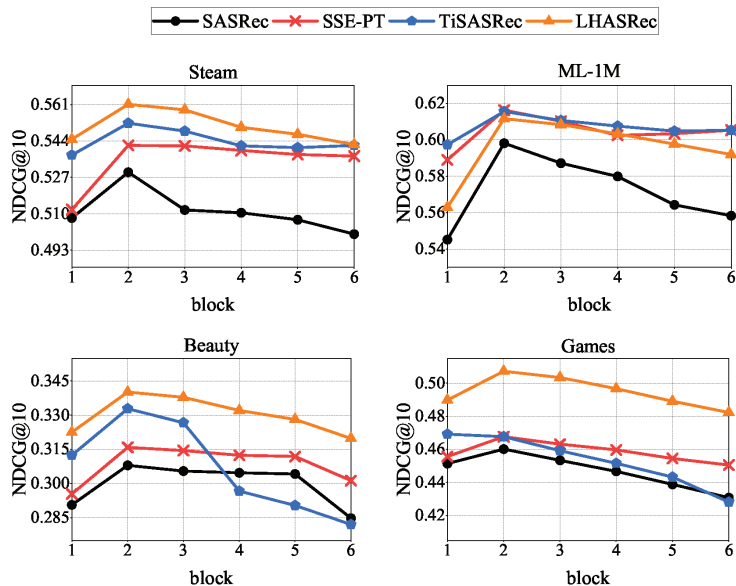 SASRec SSE-PT TiSASRec LHASRec
Steam
NDCG@10
0.561
0.544
0.527
0.510
0.493
1 2 3 4 5 6
block
ML-1M
NDCG@10
0.62
0.60
0.58
0.56
0.54
1 2 3 4 5 6
block
Beauty
NDCG@10
0.345
0.330
0.315
0.300
0.285
1 2 3 4 5 6
block
Games
NDCG@10
0.50
0.48
0.46
0.44
0.42
1 2 3 4 5 6
block